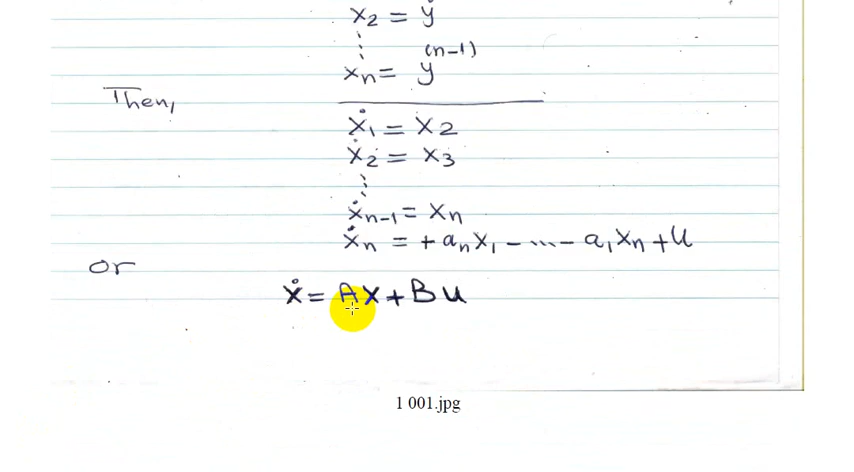 x₂ = ẏ
⋮
xₙ = y⁽ⁿ⁻¹⁾
Then,
ẋ₁ = x₂
ẋ₂ = x₃
⋮
ẋₙ₋₁ = xₙ
ẋₙ = + aₙx₁ - ... - a₁xₙ + u
or
ẋ = Ax + Bu
1 001.jpg